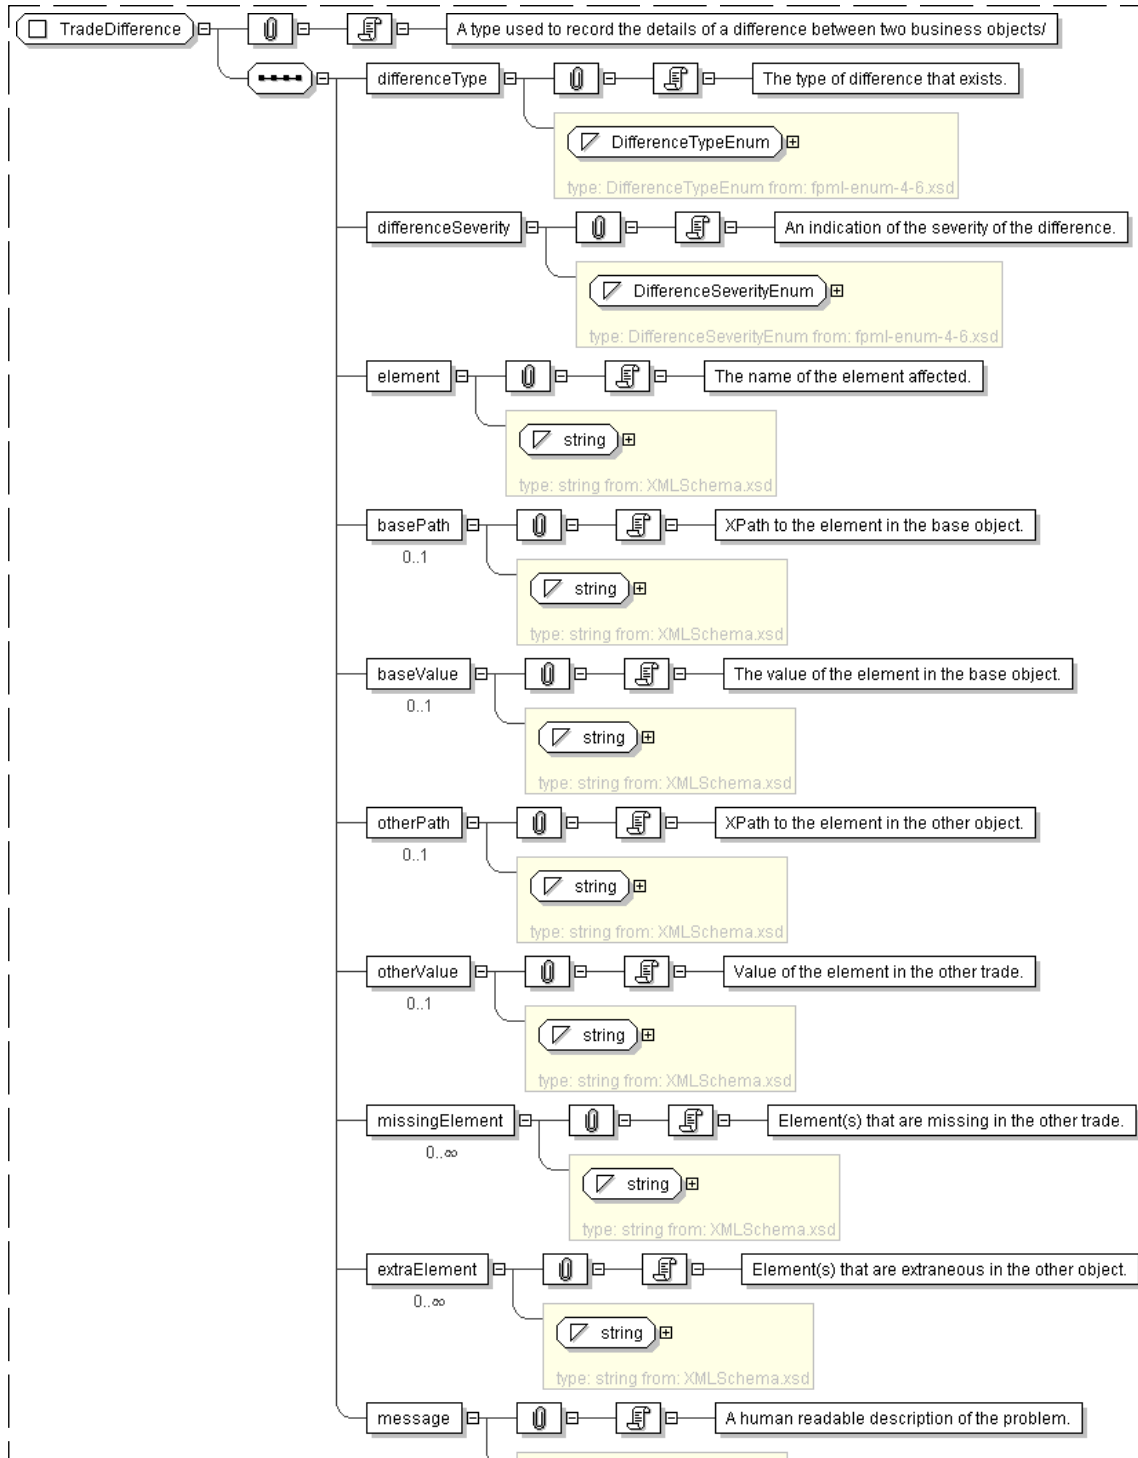 TradeDifference
A type used to record the details of a difference between two business objects/
differenceType
The type of difference that exists.
DifferenceTypeEnum
type: DifferenceTypeEnum from: fpml-enum-4-6.xsd
differenceSeverity
An indication of the severity of the difference.
DifferenceSeverityEnum
type: DifferenceSeverityEnum from: fpml-enum-4-6.xsd
element
The name of the element affected.
string
type: string from: XMLSchema.xsd
basePath
XPath to the element in the base object.
0..1
string
type: string from: XMLSchema.xsd
baseValue
The value of the element in the base object.
0..1
string
type: string from: XMLSchema.xsd
otherPath
XPath to the element in the other object.
0..1
string
type: string from: XMLSchema.xsd
otherValue
Value of the element in the other trade.
0..1
string
type: string from: XMLSchema.xsd
missingElement
Element(s) that are missing in the other trade.
0..∞
string
type: string from: XMLSchema.xsd
extraElement
Element(s) that are extraneous in the other object.
0..∞
string
type: string from: XMLSchema.xsd
message
A human readable description of the problem.